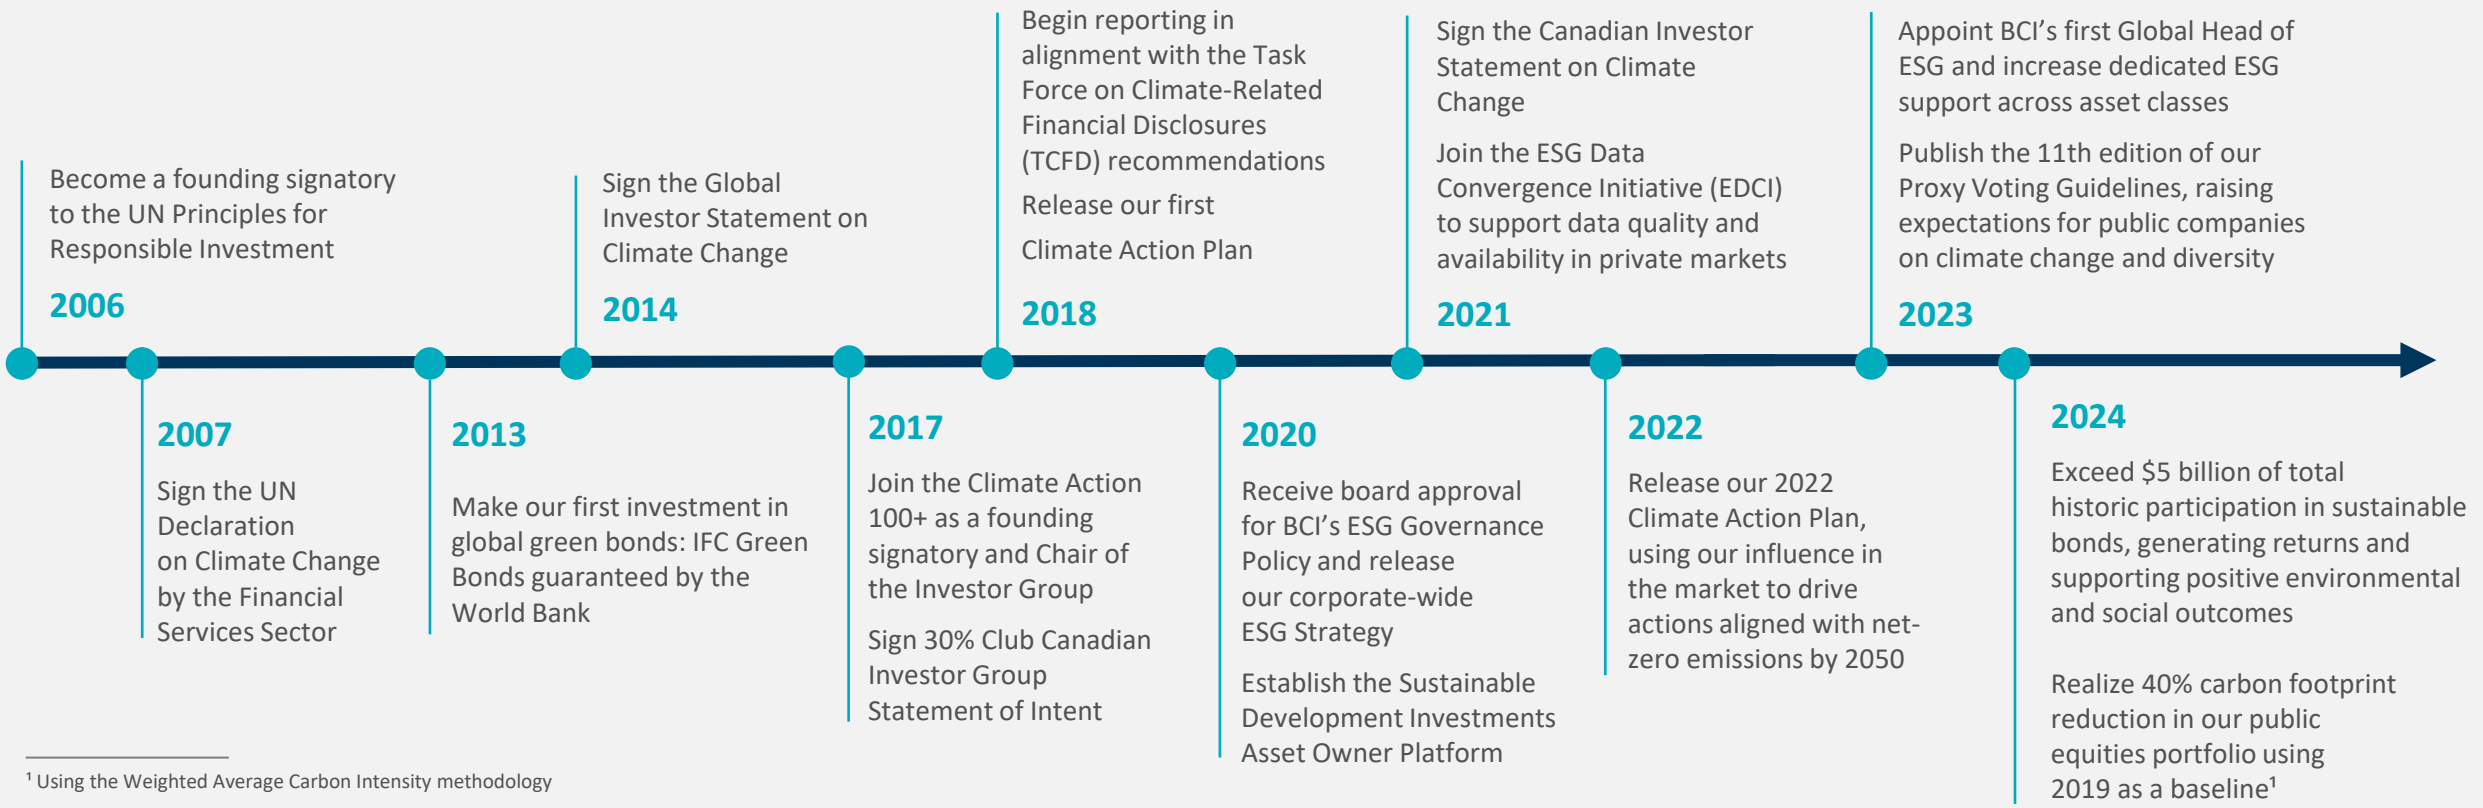 Become a founding signatory
to the UN Principles for
Responsible Investment
2006
2007
Sign the UN
Declaration
on Climate Change
by the Financial
Services Sector
2013
Make our first investment in
global green bonds: IFC Green
Bonds guaranteed by the
World Bank
Sign the Global
Investor Statement on
Climate Change
2014
2017
Join the Climate Action
100+ as a founding
signatory and Chair of
the Investor Group
Sign 30% Club Canadian
Investor Group
Statement of Intent
Begin reporting in
alignment with the Task
Force on Climate-Related
Financial Disclosures
(TCFD) recommendations
Release our first
Climate Action Plan
2018
2020
Receive board approval
for BCI's ESG Governance
Policy and release
our corporate-wide
ESG Strategy
Establish the Sustainable
Development Investments
Asset Owner Platform
Sign the Canadian Investor
Statement on Climate
Change
Join the ESG Data
Convergence Initiative (EDCI)
to support data quality and
availability in private markets
2021
2022
Release our 2022
Climate Action Plan,
using our influence in
the market to drive
actions aligned with net-
zero emissions by 2050
Appoint BCI's first Global Head of
ESG and increase dedicated ESG
support across asset classes
Publish the 11th edition of our
Proxy Voting Guidelines, raising
expectations for public companies
on climate change and diversity
2023
2024
Exceed $5 billion of total
historic participation in sustainable
bonds, generating returns and
supporting positive environmental
and social outcomes
Realize 40% carbon footprint
reduction in our public
equities portfolio using
2019 as a baseline¹
¹ Using the Weighted Average Carbon Intensity methodology